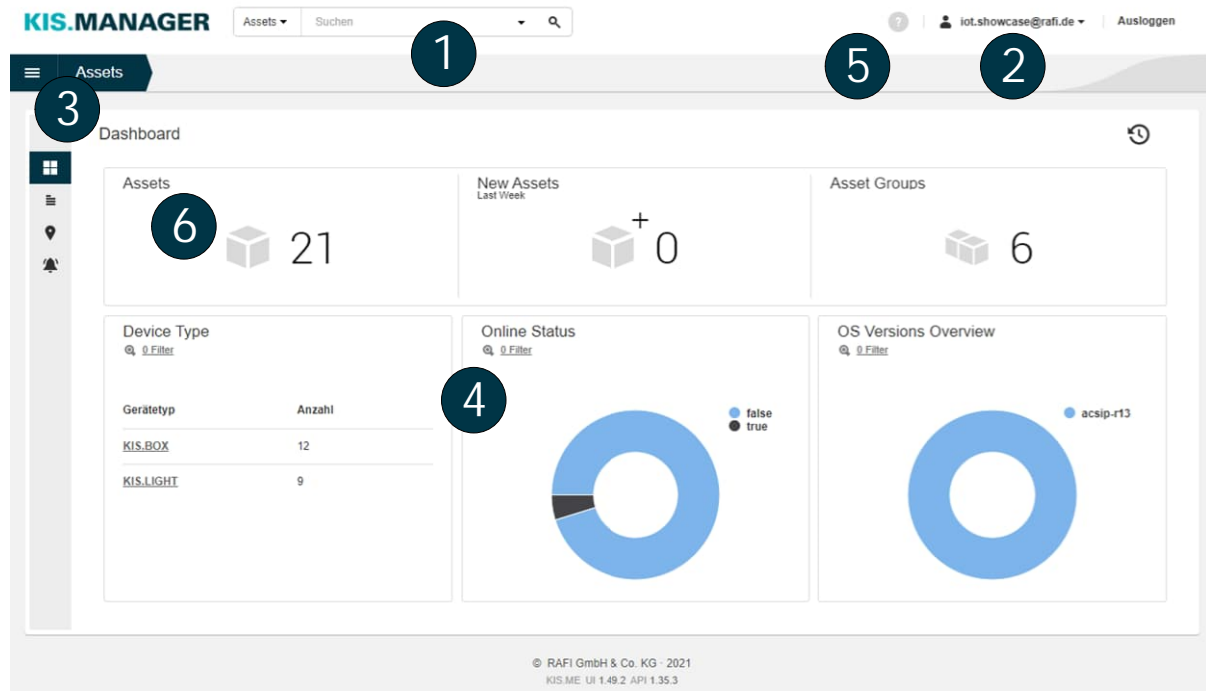 KIS.MANAGER
Assets
Suchen
?
iot.showcase@rafi.de
Ausloggen
1
5
2
Assets
3
Dashboard
Assets
New Assets
Last Week
Asset Groups
6
21
+
0
6
Device Type
0 Filter
Online Status
0 Filter
OS Versions Overview
0 Filter
4
Gerätetyp Anzahl
KIS.BOX 12
KIS.LIGHT 9
false
true
acsip-r13
© RAFI GmbH & Co. KG · 2021
KIS.ME UI 1.49.2 API 1.35.3